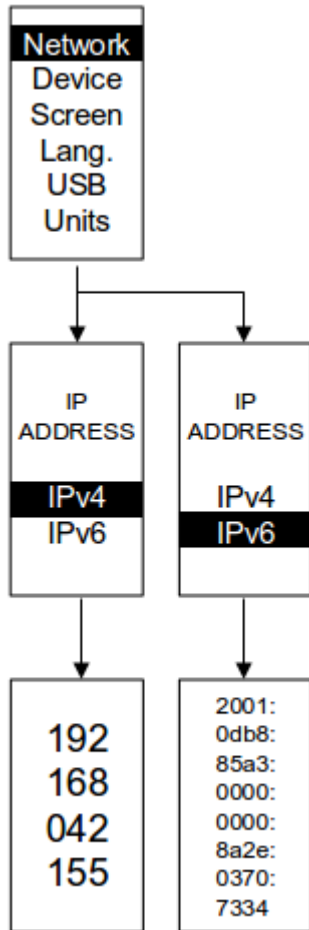 Network
Device
Screen
Lang.
USB
Units
IP
ADDRESS
IPv4
IPv6
IP
ADDRESS
IPv4
IPv6
192
168
042
155
2001:
0db8:
85a3:
0000:
0000:
8a2e:
0370:
7334